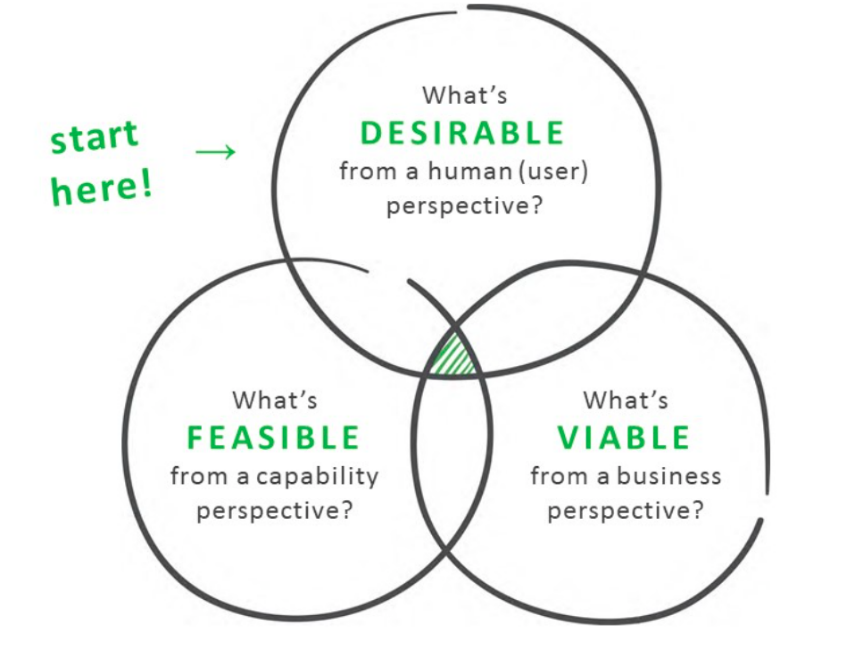 start
here!
→
What's
DESIRABLE
from a human (user)
perspective?
What's
FEASIBLE
from a capability
perspective?
What's
VIABLE
from a business
perspective?